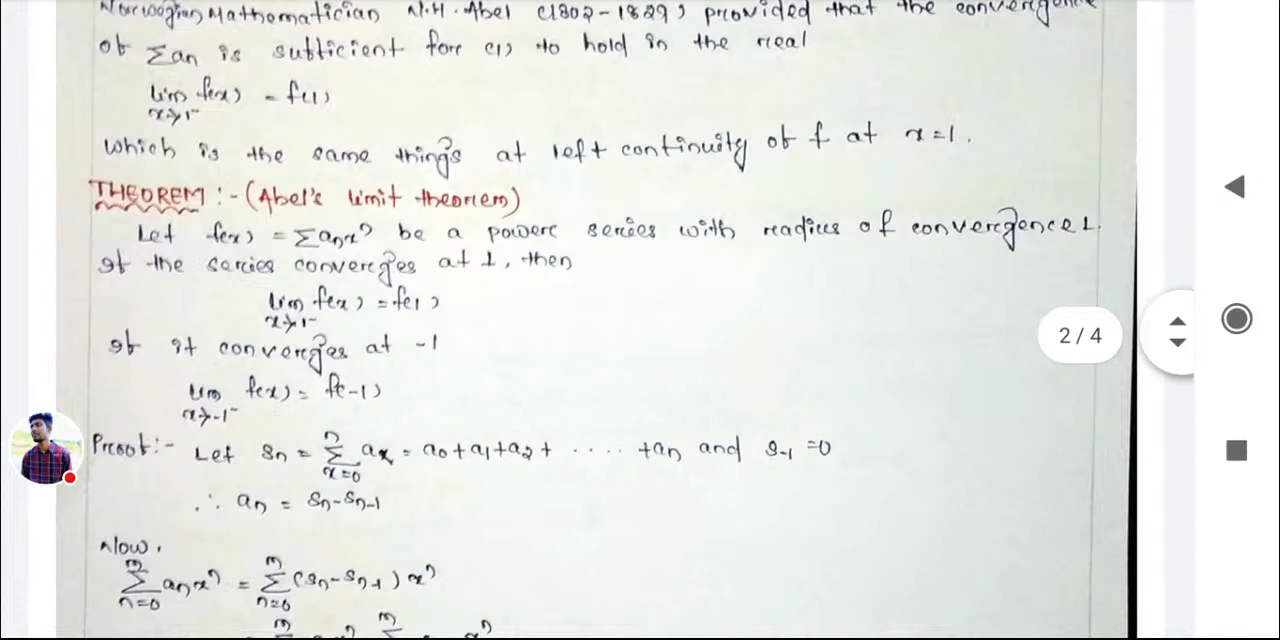 Norwegian Mathematician N.H. Abel (1802-1829) provided that the convergence
of Σan is sufficient for (1) to hold in the real
lim f(x) = f(1)
x→1-
which is the same things at left continuity of f at x=1.
THEOREM :- (Abel's limit theorem)
Let f(x) = Σanxⁿ be a power series with radius of convergence 1.
If the series converges at 1, then
lim f(x) = f(1)
x→1-
If it converges at -1
lim f(x) = f(-1)
x→-1-
2/4
Proof:- Let sn = Σ ax = a0+a1+a2+ ..... +an and s-1 =0
n
x=0
∴ an = sn-sn-1
Now,
m m
Σ anxⁿ = Σ (sn-sn-1) xⁿ
n=0 n=0